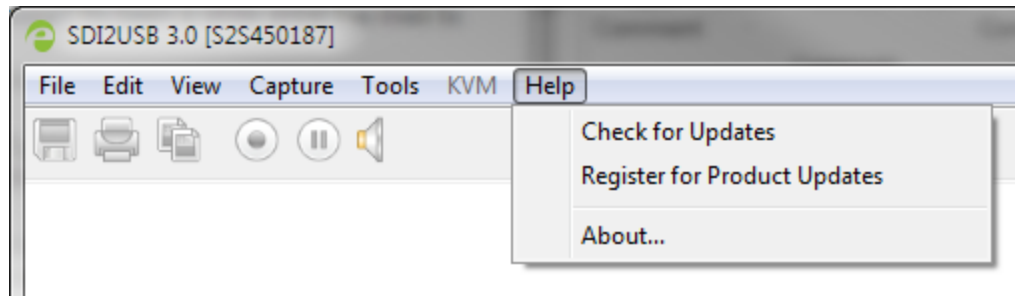 SDI2USB 3.0 [S2S450187]
File Edit View Capture Tools KVM Help
Check for Updates
Register for Product Updates
About...